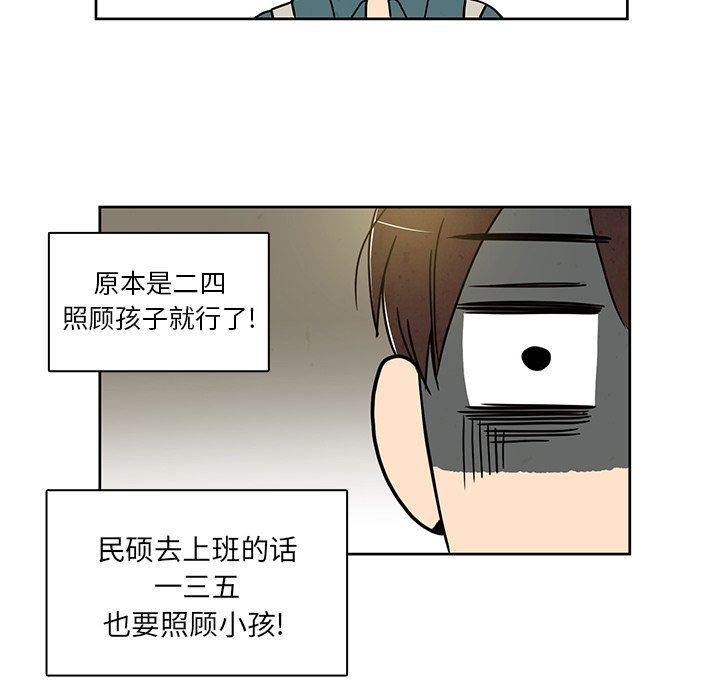 原本是二四
照顾孩子就行了!
民硕去上班的话
一三五
也要照顾小孩!